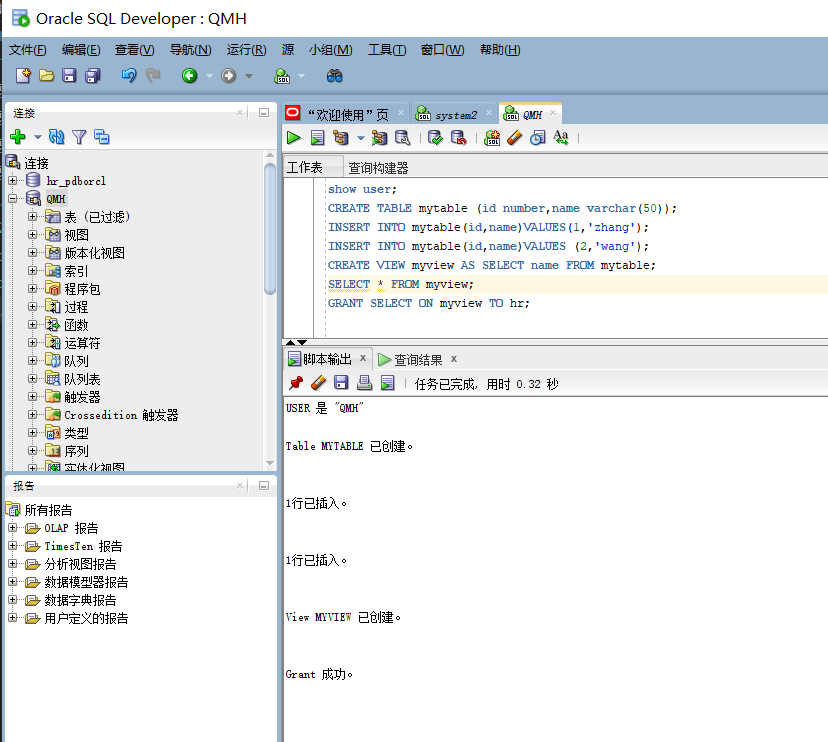 Oracle SQL Developer : QMH
文件(F) 编辑(E) 查看(V) 导航(N) 运行(R) 源 小组(M) 工具(T) 窗口(W) 帮助(H)
连接
连接
hr_pdborcl
QMH
表 (已过滤)
视图
版本化视图
索引
程序包
过程
函数
运算符
队列
队列表
触发器
Crossedition 触发器
类型
序列
实体化视图
报告
所有报告
OLAP 报告
TimesTen 报告
分析视图报告
数据模型器报告
数据字典报告
用户定义的报告
“欢迎使用”页 system2 QMH
工作表 查询构建器
show user;
CREATE TABLE mytable (id number,name varchar(50));
INSERT INTO mytable(id,name)VALUES(1,'zhang');
INSERT INTO mytable(id,name)VALUES (2,'wang');
CREATE VIEW myview AS SELECT name FROM mytable;
SELECT * FROM myview;
GRANT SELECT ON myview TO hr;
脚本输出 x 查询结果 x
任务已完成, 用时 0.32 秒
USER 是 "QMH"
Table MYTABLE 已创建。
1行已插入。
1行已插入。
View MYVIEW 已创建。
Grant 成功。